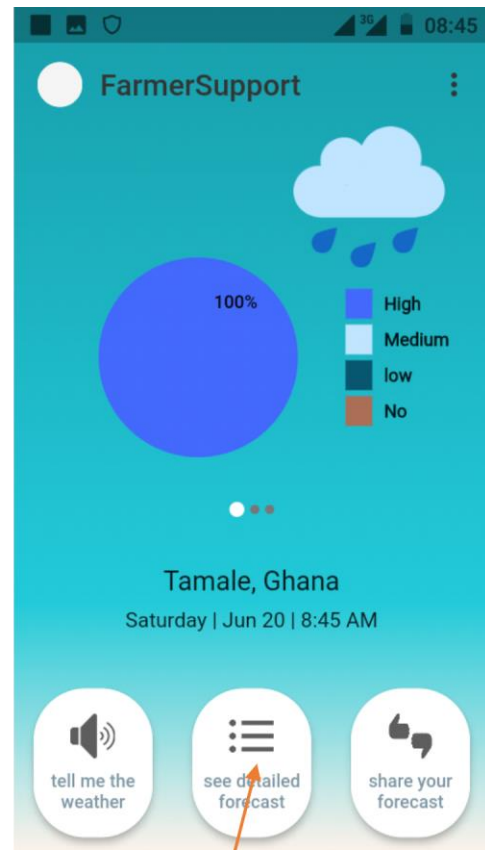 3G 08:45
FarmerSupport
100%
High
Medium
low
No
Tamale, Ghana
Saturday | Jun 20 | 8:45 AM
tell me the
weather
see detailed
forecast
share your
forecast